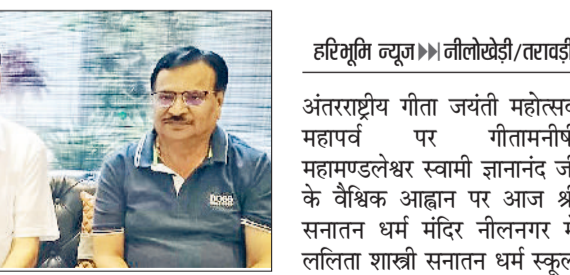 BOSS
हरिभूमि न्यूज ▶▶| नीलोखेड़ी/तरावड़ी
अंतरराष्ट्रीय गीता जयंती महोत्सव
महापर्व पर गीतामनीषी
महामण्डलेश्वर स्वामी ज्ञानानंद जी
के वैश्विक आह्वान पर आज श्री
सनातन धर्म मंदिर नीलनगर में
ललिता शास्त्री सनातन धर्म स्कूल